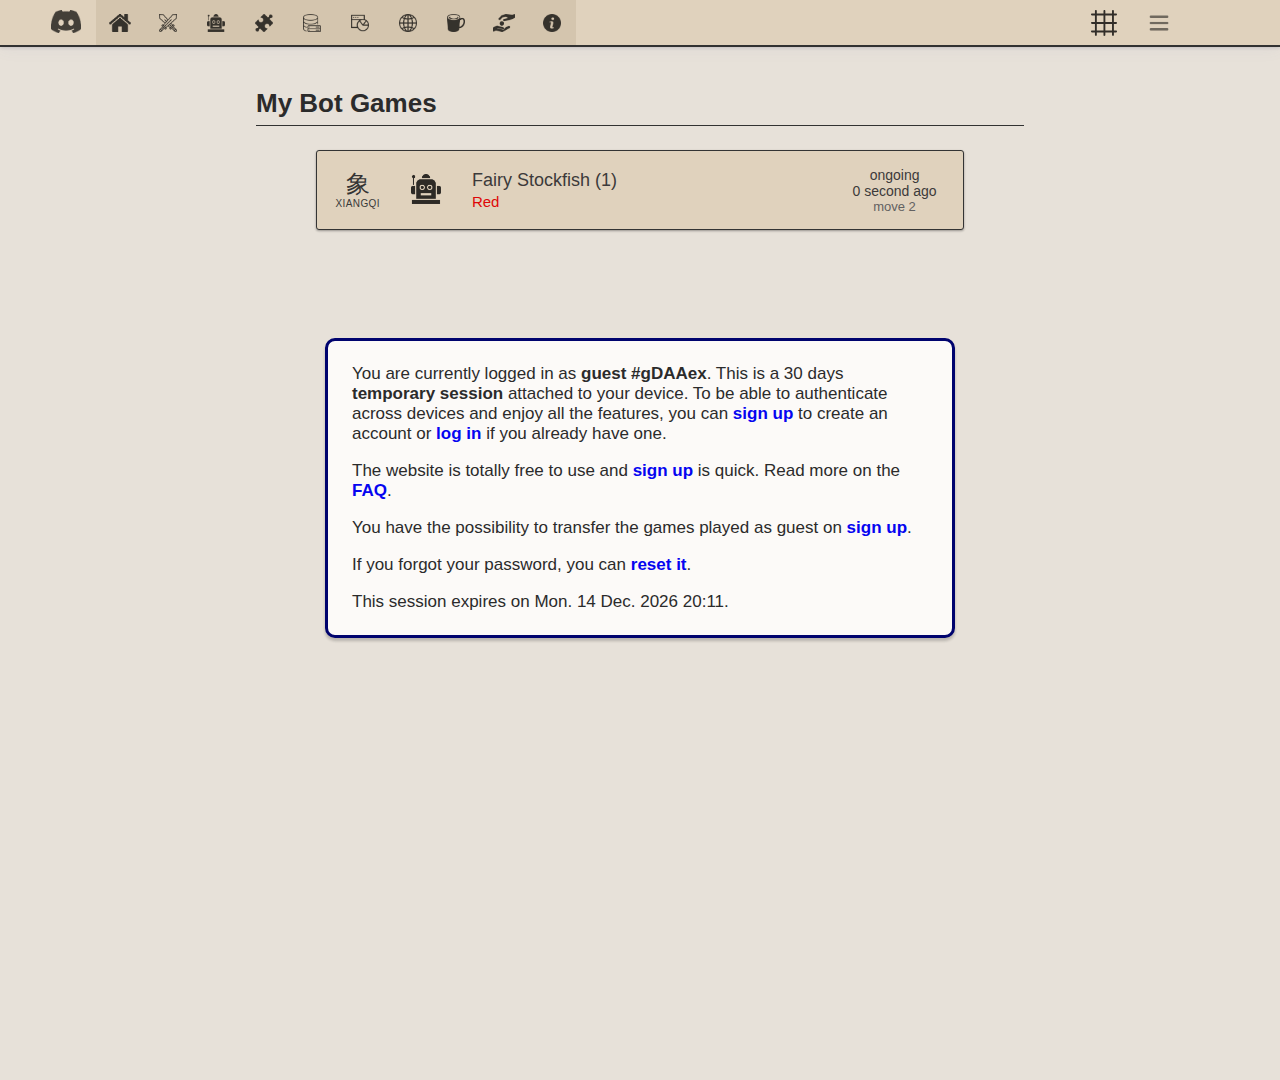 My Bot Games
象
XIANGQI
Fairy Stockfish (1)
Red
ongoing
0 second ago
move 2
You are currently logged in as guest #gDAAex. This is a 30 days
temporary session attached to your device. To be able to authenticate
across devices and enjoy all the features, you can sign up to create an
account or log in if you already have one.
The website is totally free to use and sign up is quick. Read more on the
FAQ.
You have the possibility to transfer the games played as guest on sign up.
If you forgot your password, you can reset it.
This session expires on Mon. 14 Dec. 2026 20:11.